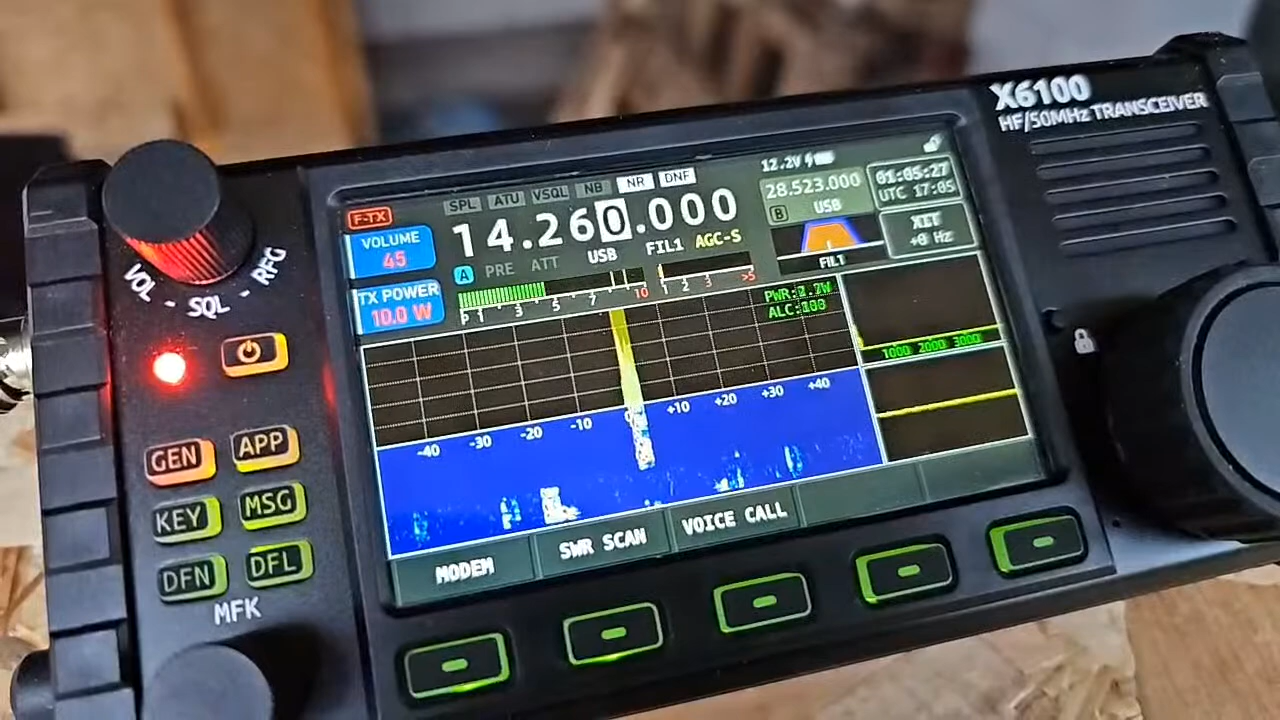 X6100
HF/50MHz TRANSCEIVER
VOL - SQL - RFG
GEN
APP
KEY
MSG
DFN
DFL
MFK
F-TX
VOLUME
45
TX POWER
10.0 W
SPL ATU VSQL NB NR DNF
14.260.000
A PRE ATT USB FIL1 AGC-S
P 1 3 5 7 10 1 2 3 >5
12.2V
28.523.000
B USB
FIL1
01:05:27
UTC 17:05
XIT
+0 Hz
ALC:100
1000 2000 3000
-40 -30 -20 -10 0 +10 +20 +30 +40
MODEM
SWR SCAN
VOICE CALL